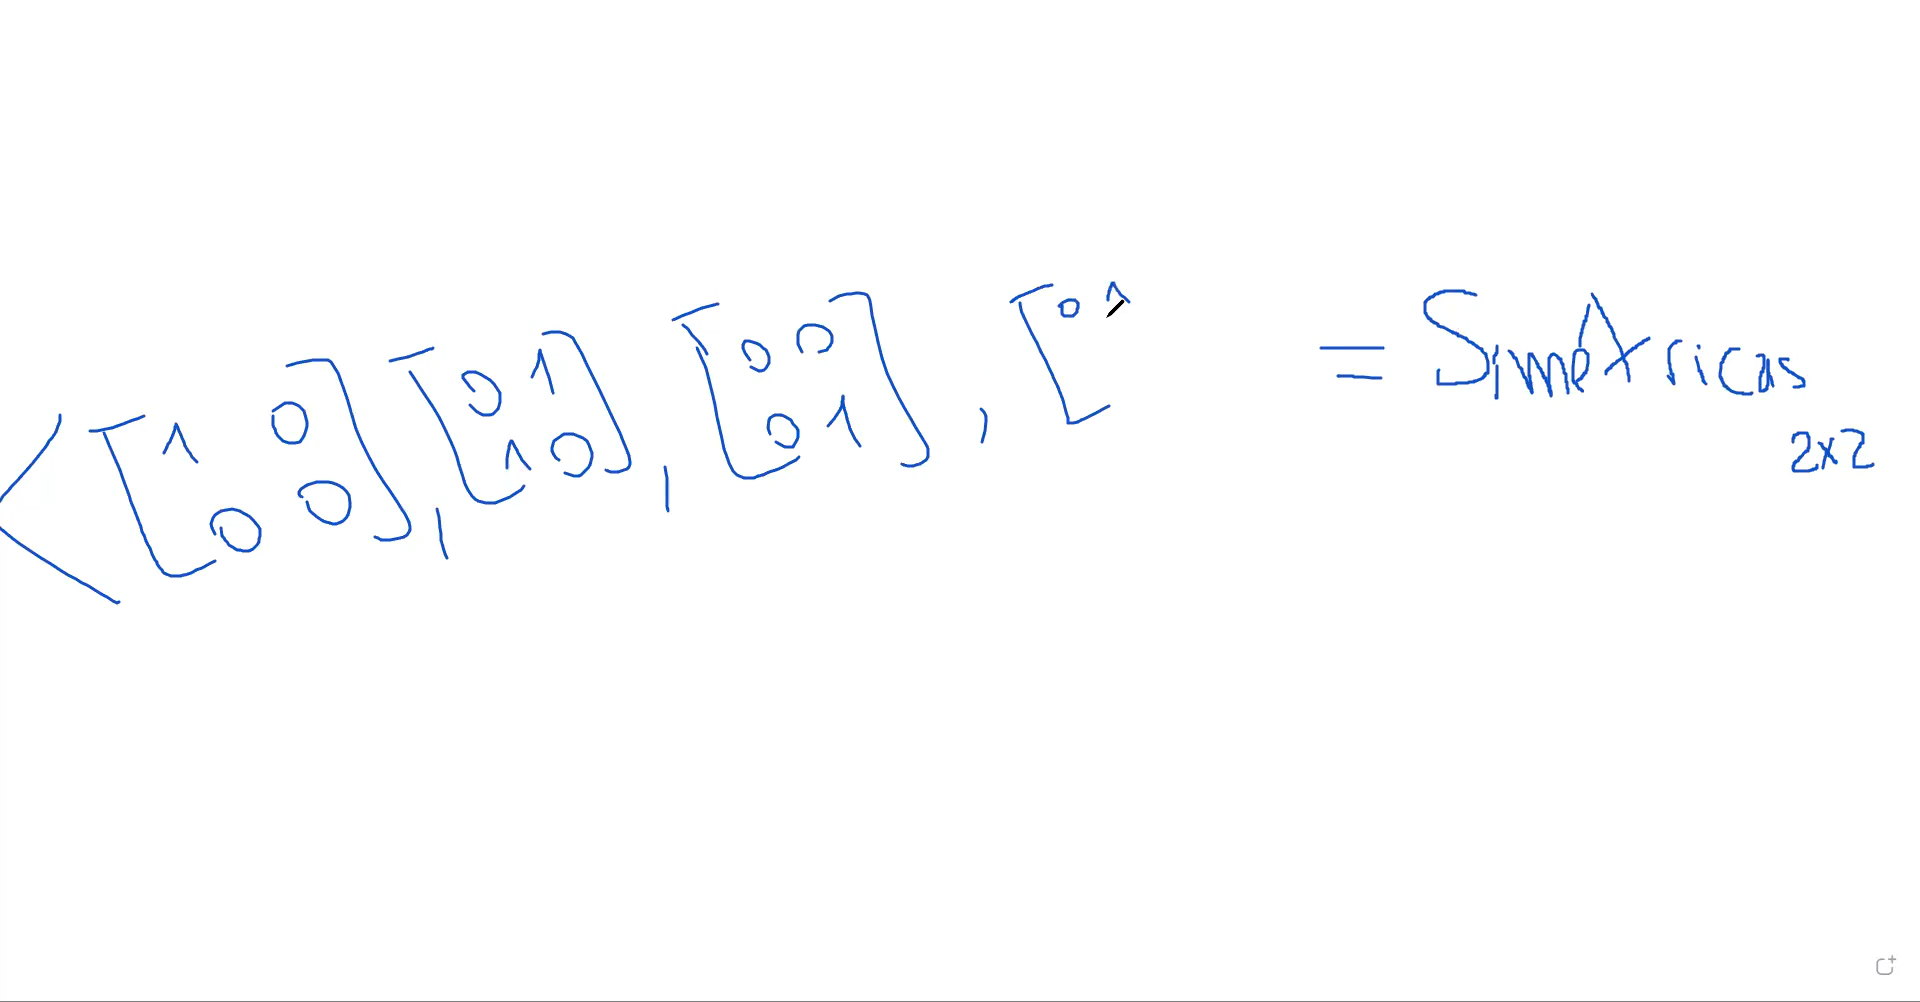 < [1 0
0 0], [0 1
1 0], [0 0
0 1], [0 1
= Simétricas
2x2